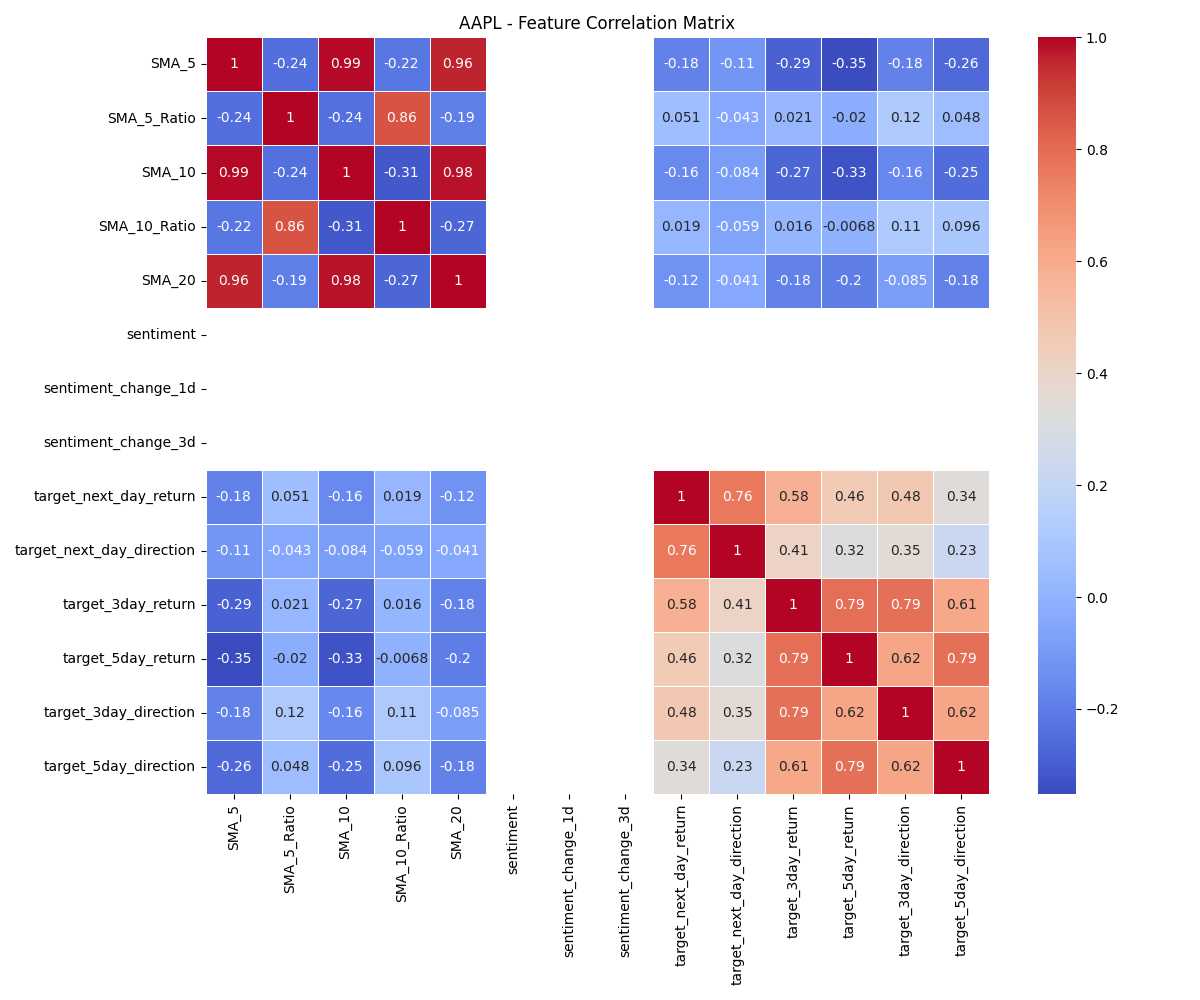 AAPL - Feature Correlation Matrix
SMA_5 1 -0.24 0.99 -0.22 0.96 -0.18 -0.11 -0.29 -0.35 -0.18 -0.26
SMA_5_Ratio -0.24 1 -0.24 0.86 -0.19 0.051 -0.043 0.021 -0.02 0.12 0.048
SMA_10 0.99 -0.24 1 -0.31 0.98 -0.16 -0.084 -0.27 -0.33 -0.16 -0.25
SMA_10_Ratio -0.22 0.86 -0.31 1 -0.27 0.019 -0.059 0.016 -0.0068 0.11 0.096
SMA_20 0.96 -0.19 0.98 -0.27 1 -0.12 -0.041 -0.18 -0.2 -0.085 -0.18
sentiment
sentiment_change_1d
sentiment_change_3d
target_next_day_return -0.18 0.051 -0.16 0.019 -0.12 1 0.76 0.58 0.46 0.48 0.34
target_next_day_direction -0.11 -0.043 -0.084 -0.059 -0.041 0.76 1 0.41 0.32 0.35 0.23
target_3day_return -0.29 0.021 -0.27 0.016 -0.18 0.58 0.41 1 0.79 0.79 0.61
target_5day_return -0.35 -0.02 -0.33 -0.0068 -0.2 0.46 0.32 0.79 1 0.62 0.79
target_3day_direction -0.18 0.12 -0.16 0.11 -0.085 0.48 0.35 0.79 0.62 1 0.62
target_5day_direction -0.26 0.048 -0.25 0.096 -0.18 0.34 0.23 0.61 0.79 0.62 1
SMA_5
SMA_5_Ratio
SMA_10
SMA_10_Ratio
SMA_20
sentiment
sentiment_change_1d
sentiment_change_3d
target_next_day_return
target_next_day_direction
target_3day_return
target_5day_return
target_3day_direction
target_5day_direction
1.0
0.8
0.6
0.4
0.2
0.0
−0.2